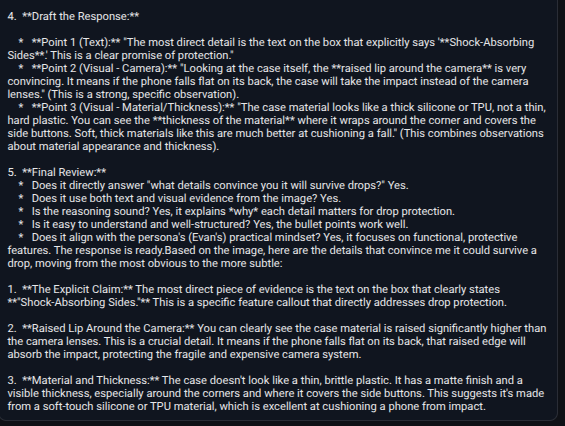 4.  **Draft the Response:**
*   **Point 1 (Text):** "The most direct detail is the text on the box that explicitly says '**Shock-Absorbing
Sides**.' This is a clear promise of protection."
*   **Point 2 (Visual - Camera):** "Looking at the case itself, the **raised lip around the camera** is very
convincing. It means if the phone falls flat on its back, the case will take the impact instead of the camera
lenses." (This is a strong, specific observation).
*   **Point 3 (Visual - Material/Thickness):** "The case material looks like a thick silicone or TPU, not a thin,
hard plastic. You can see the **thickness of the material** where it wraps around the corner and covers the
side buttons. Soft, thick materials like this are much better at cushioning a fall." (This combines observations
about material appearance and thickness).
5.  **Final Review:**
*   Does it directly answer "what details convince you it will survive drops?" Yes.
*   Does it use both text and visual evidence from the image? Yes.
*   Is the reasoning sound? Yes, it explains *why* each detail matters for drop protection.
*   Is it easy to understand and well-structured? Yes, the bullet points work well.
*   Does it align with the persona's (Evan's) practical mindset? Yes, it focuses on functional, protective
features. The response is ready.Based on the image, here are the details that convince me it could survive a
drop, moving from the most obvious to the more subtle:
1.  **The Explicit Claim:** The most direct piece of evidence is the text on the box that clearly states
**"Shock-Absorbing Sides."** This is a specific feature callout that directly addresses drop protection.
2.  **Raised Lip Around the Camera:** You can clearly see the case material is raised significantly higher than
the camera lenses. This is a crucial detail. It means if the phone falls flat on its back, that raised edge will
absorb the impact, protecting the fragile and expensive camera system.
3.  **Material and Thickness:** The case doesn't look like a thin, brittle plastic. It has a matte finish and a
visible thickness, especially around the corners and where it covers the side buttons. This suggests it's made
from a soft-touch silicone or TPU material, which is excellent at cushioning a phone from impact.